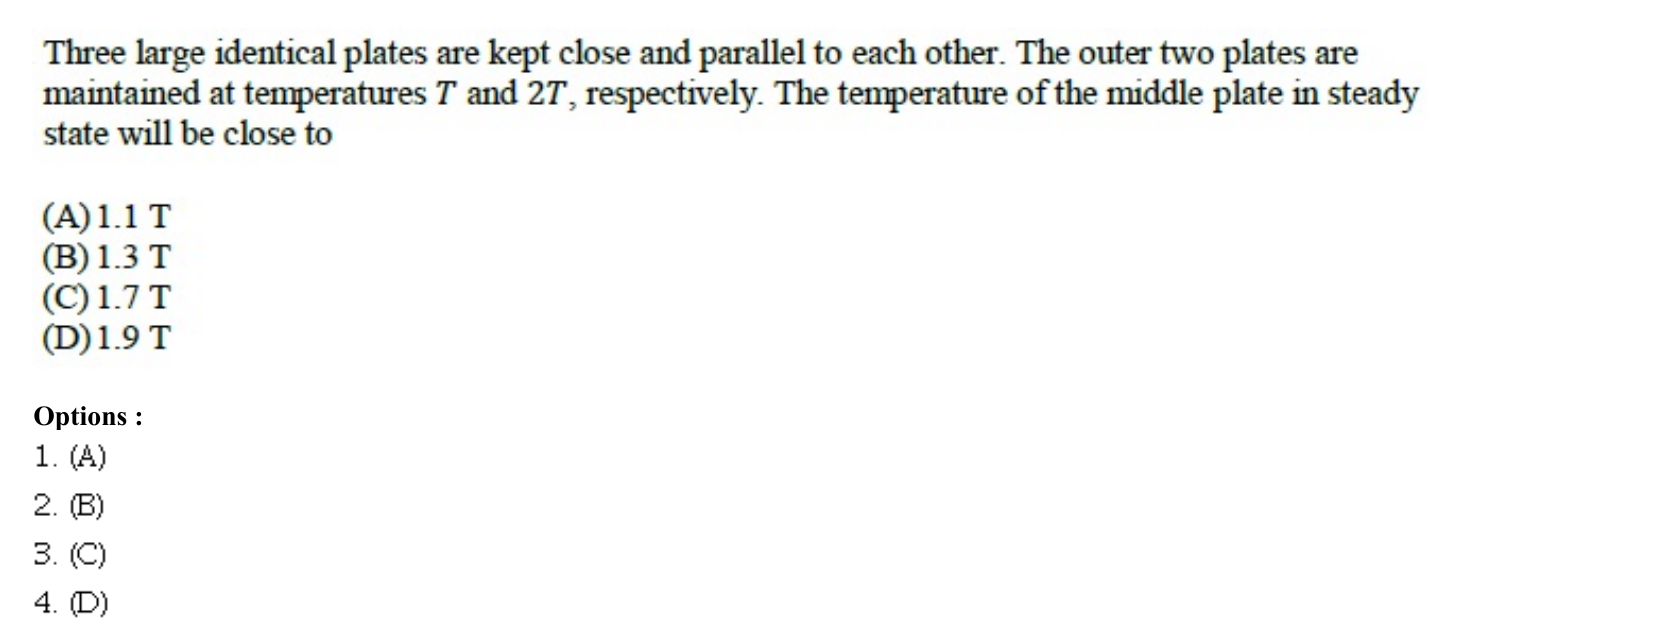 Three large identical plates are kept close and parallel to each other. The outer two plates are
maintained at temperatures T and 2T, respectively. The temperature of the middle plate in steady
state will be close to
(A) 1.1 T
(B) 1.3 T
(C) 1.7 T
(D) 1.9 T
Options :
1. (A)
2. (B)
3. (C)
4. (D)